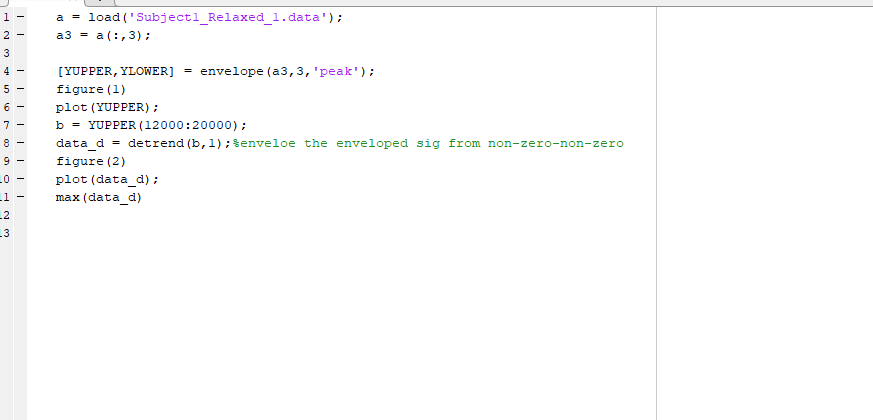 1 - a = load('Subject1_Relaxed_1.data');
2 - a3 = a(:,3);
3
4 - [YUPPER,YLOWER] = envelope(a3,3,'peak');
5 - figure(1)
6 - plot(YUPPER);
7 - b = YUPPER(12000:20000);
8 - data_d = detrend(b,1);%enveloe the enveloped sig from non-zero-non-zero
9 - figure(2)
10 - plot(data_d);
11 - max(data_d)
12
13